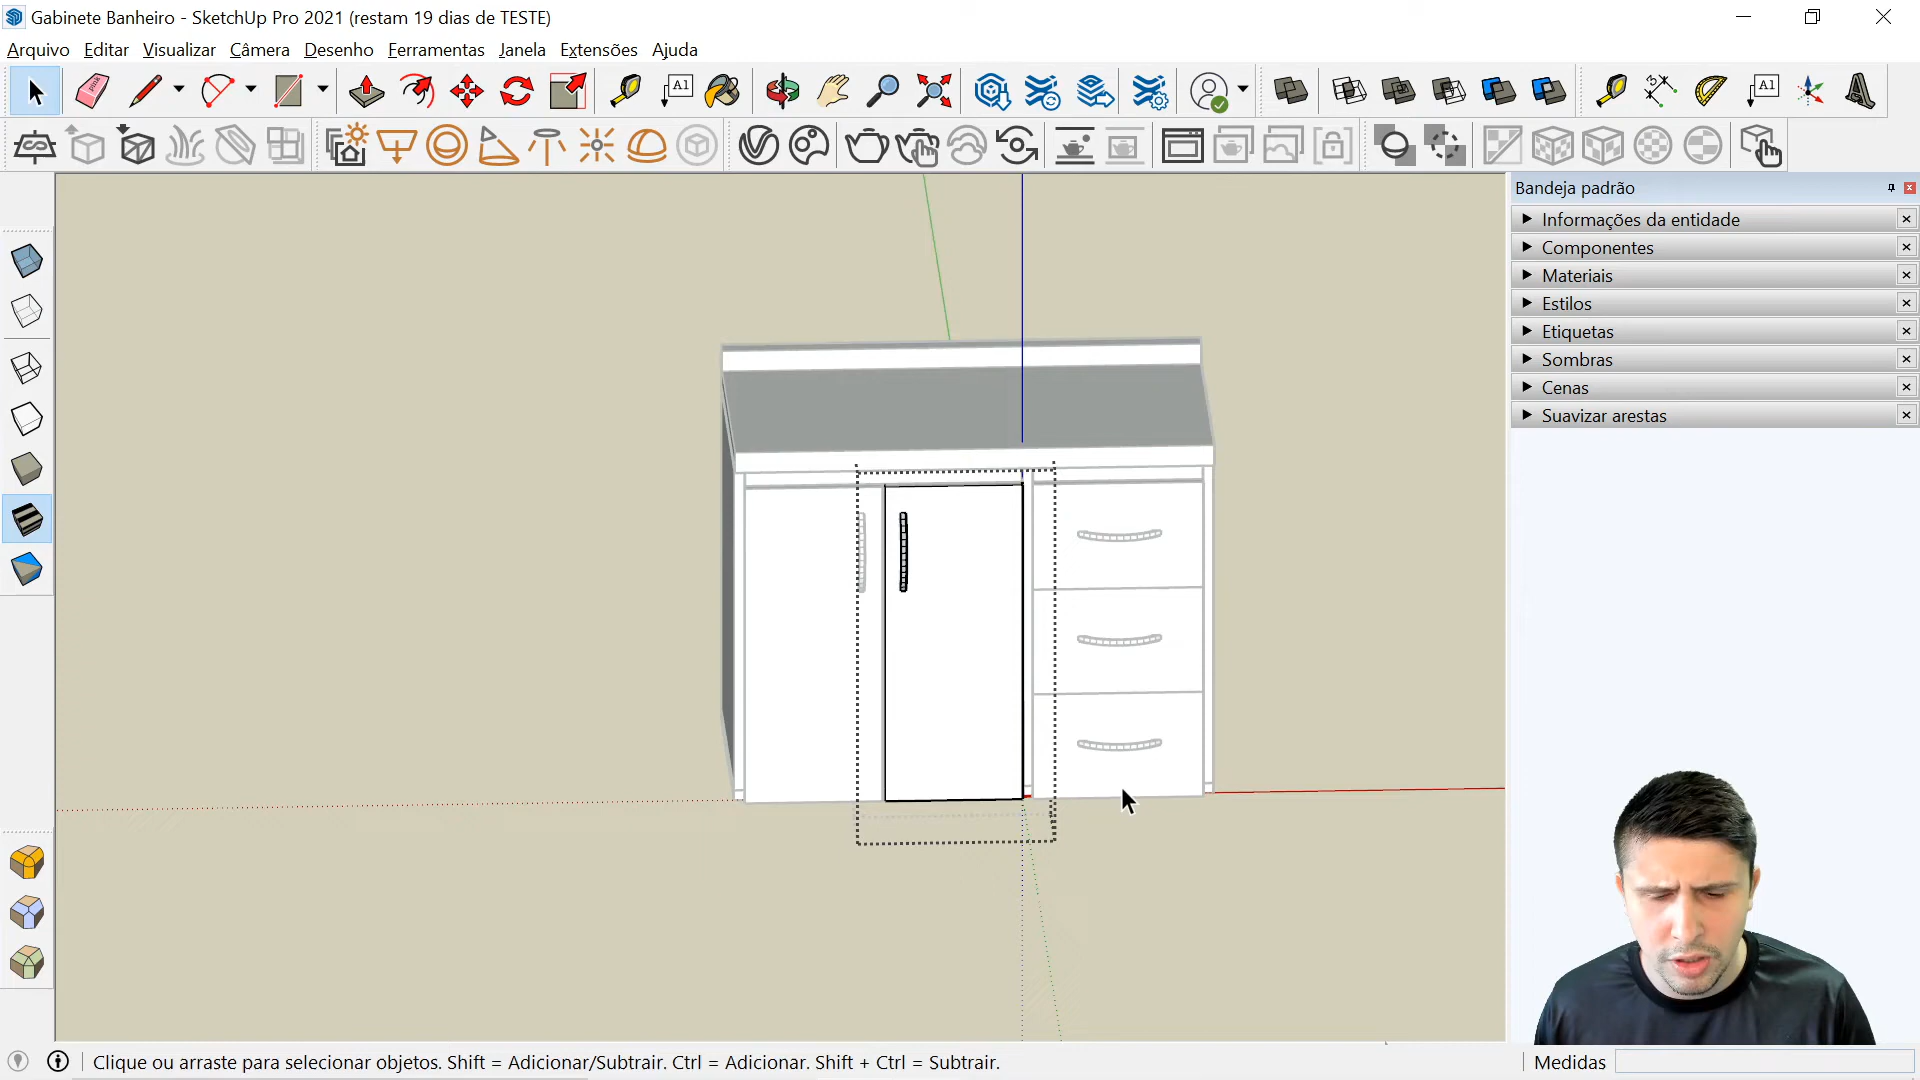 Gabinete Banheiro - SketchUp Pro 2021 (restam 19 dias de TESTE)
Arquivo Editar Visualizar Câmera Desenho Ferramentas Janela Extensões Ajuda
A1
A1
Bandeja padrão
Informações da entidade
Componentes
Materiais
Estilos
Etiquetas
Sombras
Cenas
Suavizar arestas
Clique ou arraste para selecionar objetos. Shift = Adicionar/Subtrair. Ctrl = Adicionar. Shift + Ctrl = Subtrair.
Medidas